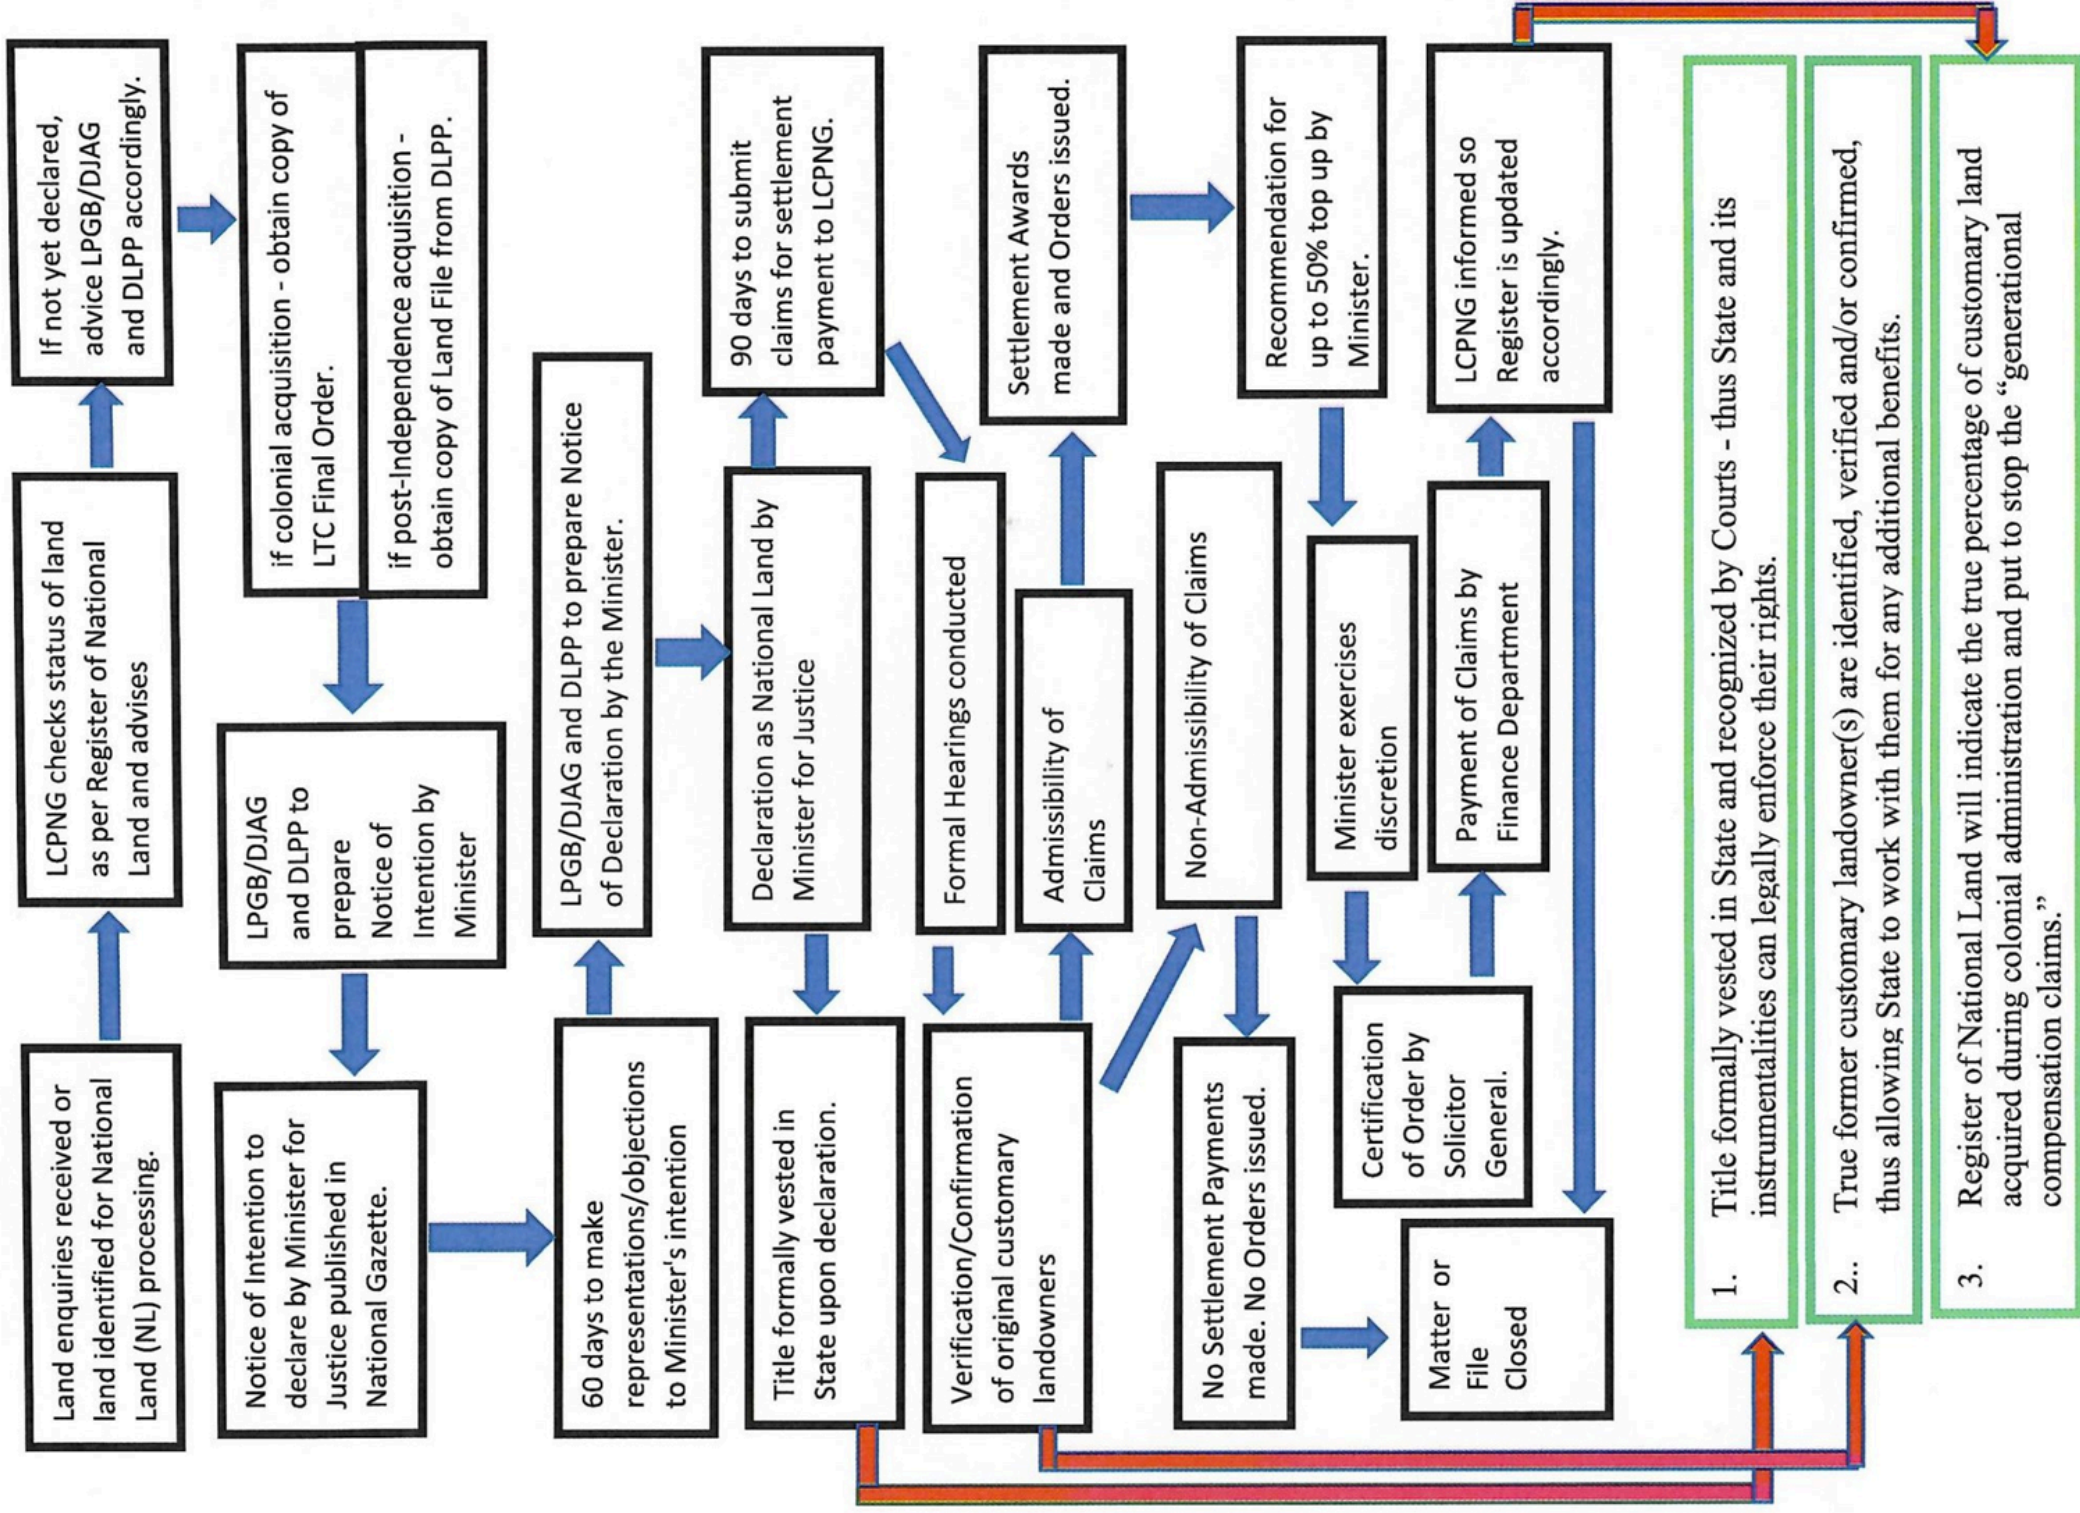 Land enquiries received or
land identified for National
Land (NL) processing.
LCPNG checks status of land
as per Register of National
Land and advises
If not yet declared,
advice LPGB/DJAG
and DLPP accordingly.
if colonial acquisition - obtain copy of
LTC Final Order.
if post-Independence acquisition -
obtain copy of Land File from DLPP.
LPGB/DJAG
and DLPP to
prepare
Notice of
Intention by
Minister
Notice of Intention to
declare by Minister for
Justice published in
National Gazette.
60 days to make
representations/objections
to Minister's intention
LPGB/DJAG and DLPP to prepare Notice
of Declaration by the Minister.
Declaration as National Land by
Minister for Justice
90 days to submit
claims for settlement
payment to LCPNG.
Title formally vested in
State upon declaration.
Formal Hearings conducted
Verification/Confirmation
of original customary
landowners
Admissibility of
Claims
Settlement Awards
made and Orders issued.
Non-Admissibility of Claims
No Settlement Payments
made. No Orders issued.
Recommendation for
up to 50% top up by
Minister.
Minister exercises
discretion
Certification
of Order by
Solicitor
General.
Payment of Claims by
Finance Department
LCPNG informed so
Register is updated
accordingly.
Matter or
File
Closed
1. Title formally vested in State and recognized by Courts - thus State and its
instrumentalities can legally enforce their rights.
2.. True former customary landowner(s) are identified, verified and/or confirmed,
thus allowing State to work with them for any additional benefits.
3. Register of National Land will indicate the true percentage of customary land
acquired during colonial administration and put to stop the “generational
compensation claims.”